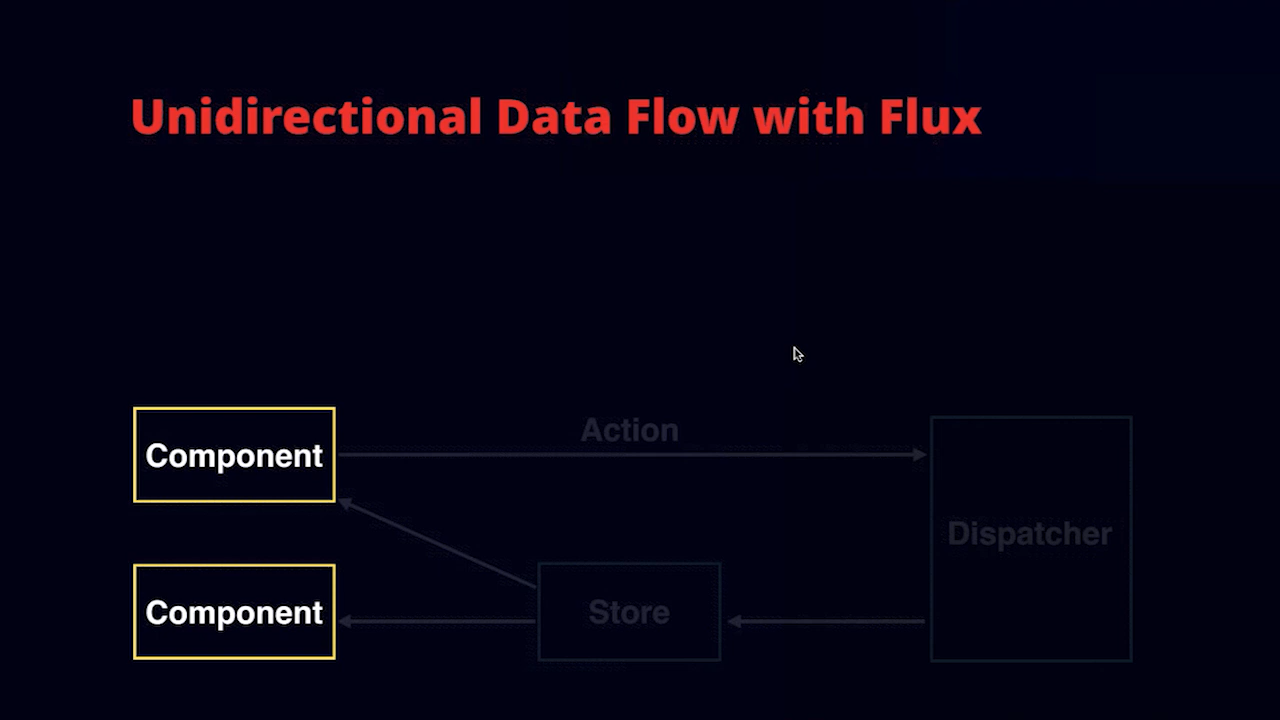 Unidirectional Data Flow with Flux
Action
Component
Dispatcher
Component
Store